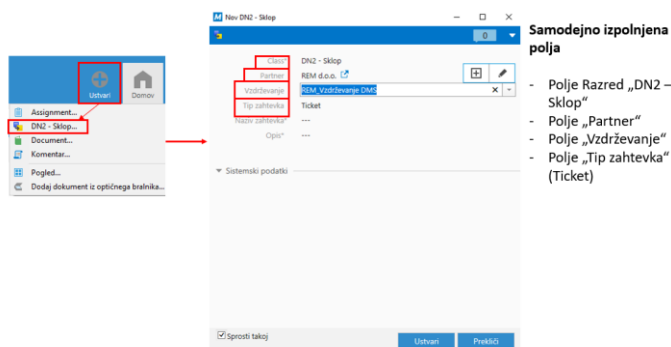 Ustvari
Domov
Assignment...
DN2 - Sklop...
Document...
Komentar...
Pogled...
Dodaj dokument iz optičnega bralnika...
Nov DN2 - Sklop
0
Class* DN2 - Sklop
Partner REM d.o.o.
Vzdrževanje REM_Vzdrževanje DMS
Tip zahtevka Ticket
Naziv zahtevka* ---
Opis* ---
Sistemski podatki
Sprosti takoj
Ustvari
Prekliči
Samodejno izpolnjena
polja
- Polje Razred „DN2 –
Sklop“
- Polje „Partner“
- Polje „Vzdrževanje“
- Polje „Tip zahtevka“
(Ticket)